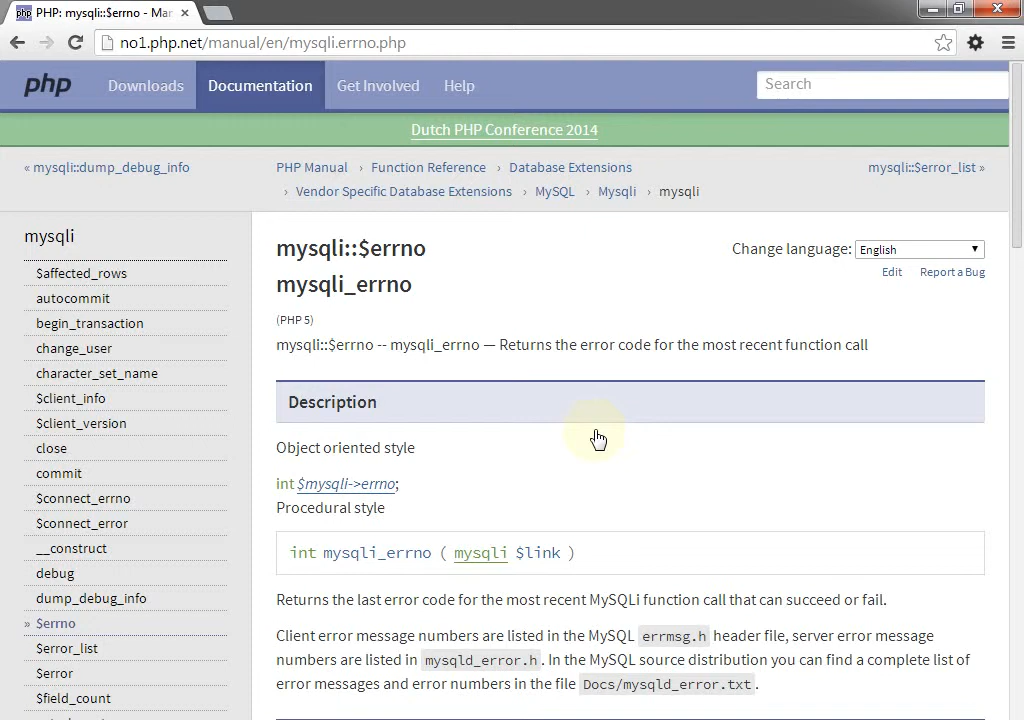 php PHP: mysqli::$errno - Mar ×
no1.php.net/manual/en/mysqli.errno.php
php Downloads Documentation Get Involved Help Search
Dutch PHP Conference 2014
« mysqli::dump_debug_info PHP Manual › Function Reference › Database Extensions mysqli::$error_list »
› Vendor Specific Database Extensions › MySQL › Mysqli › mysqli
mysqli
$affected_rows
autocommit
begin_transaction
change_user
character_set_name
$client_info
$client_version
close
commit
$connect_errno
$connect_error
__construct
debug
dump_debug_info
» $errno
$error_list
$error
$field_count
mysqli::$errno
Change language: English
mysqli_errno
Edit Report a Bug
(PHP 5)
mysqli::$errno -- mysqli_errno — Returns the error code for the most recent function call
Description
Object oriented style
int $mysqli->errno;
Procedural style
int mysqli_errno ( mysqli $link )
Returns the last error code for the most recent MySQLi function call that can succeed or fail.
Client error message numbers are listed in the MySQL errmsg.h header file, server error message
numbers are listed in mysqld_error.h. In the MySQL source distribution you can find a complete list of
error messages and error numbers in the file Docs/mysqld_error.txt.